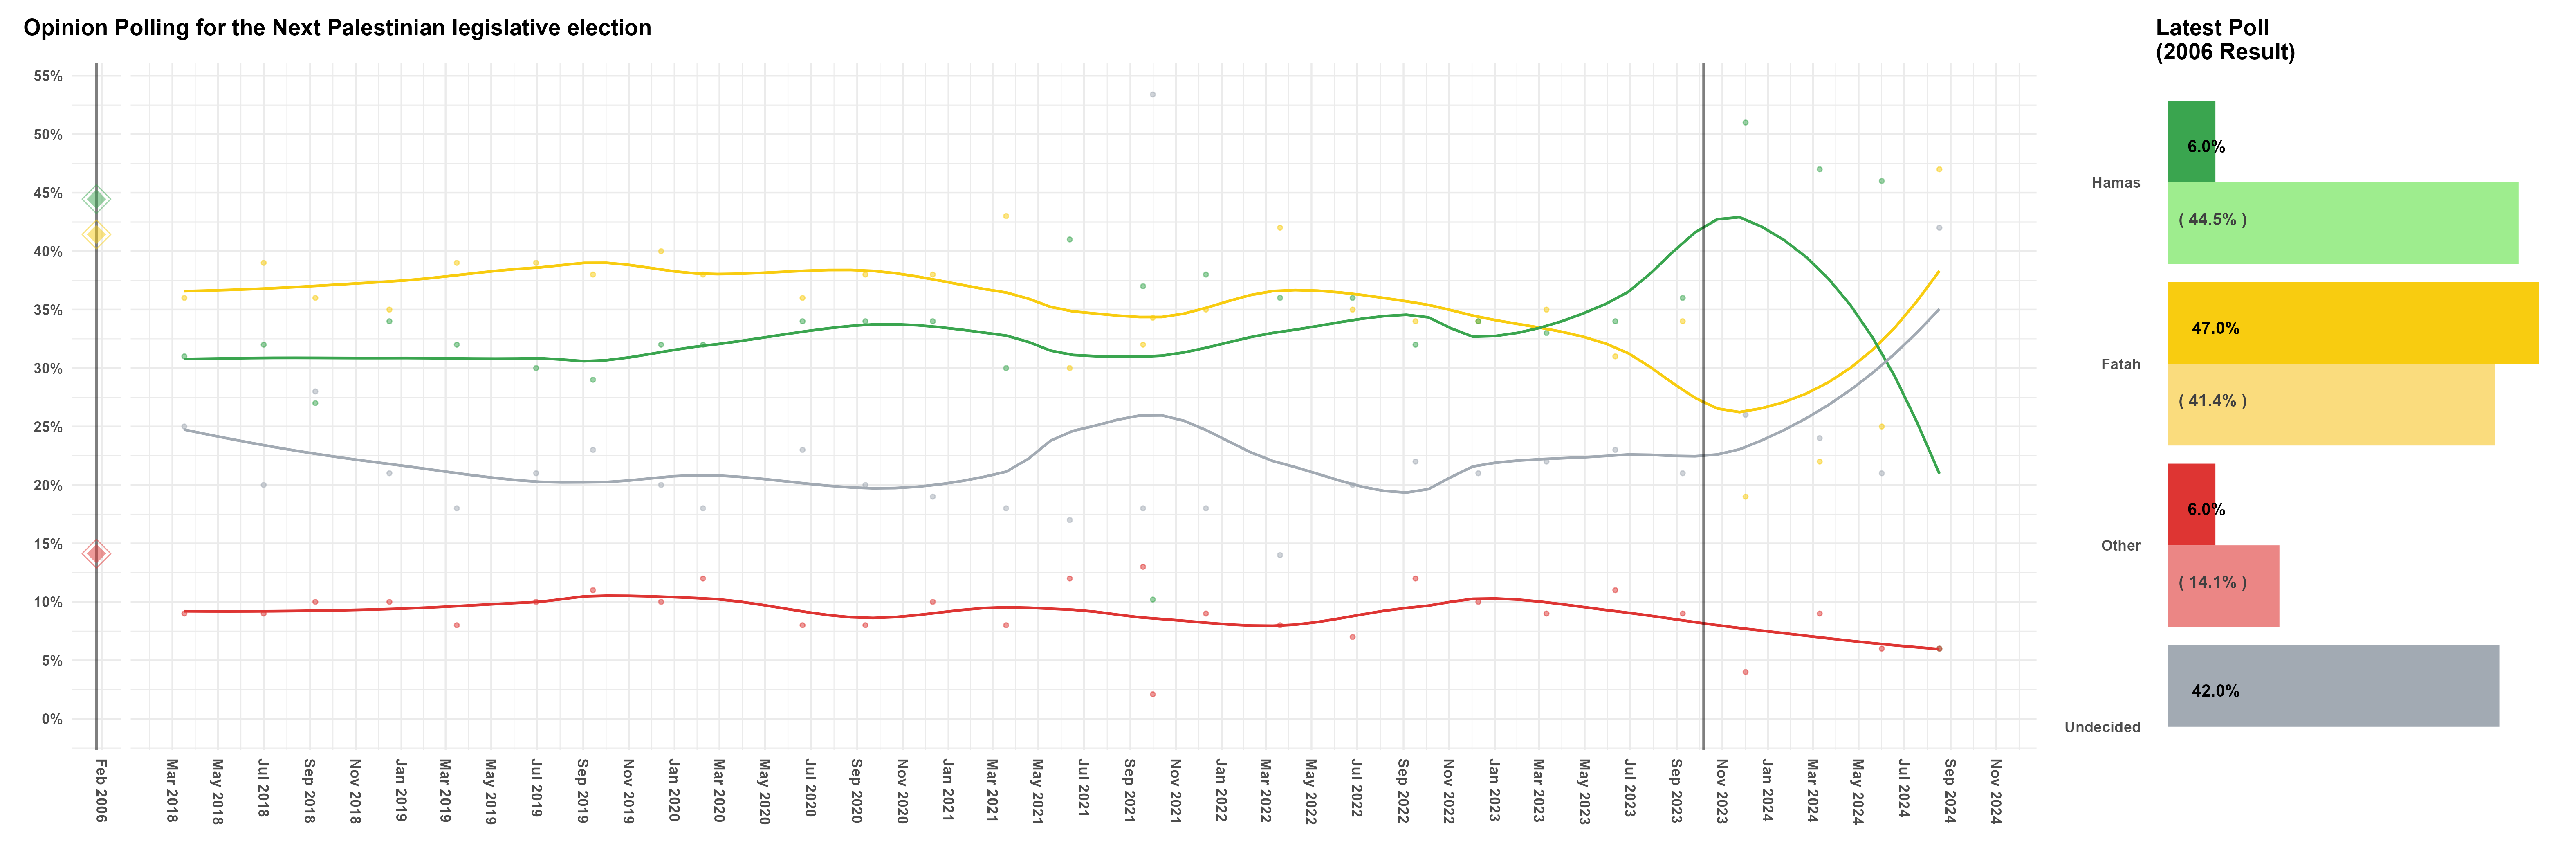 Opinion Polling for the Next Palestinian legislative election
55%
50%
45%
40%
35%
30%
25%
20%
15%
10%
5%
0%
Feb 2006
Mar 2018
May 2018
Jul 2018
Sep 2018
Nov 2018
Jan 2019
Mar 2019
May 2019
Jul 2019
Sep 2019
Nov 2019
Jan 2020
Mar 2020
May 2020
Jul 2020
Sep 2020
Nov 2020
Jan 2021
Mar 2021
May 2021
Jul 2021
Sep 2021
Nov 2021
Jan 2022
Mar 2022
May 2022
Jul 2022
Sep 2022
Nov 2022
Jan 2023
Mar 2023
May 2023
Jul 2023
Sep 2023
Nov 2023
Jan 2024
Mar 2024
May 2024
Jul 2024
Sep 2024
Nov 2024
Latest Poll
(2006 Result)
6.0%
Hamas
( 44.5% )
47.0%
Fatah
( 41.4% )
6.0%
Other
( 14.1% )
42.0%
Undecided